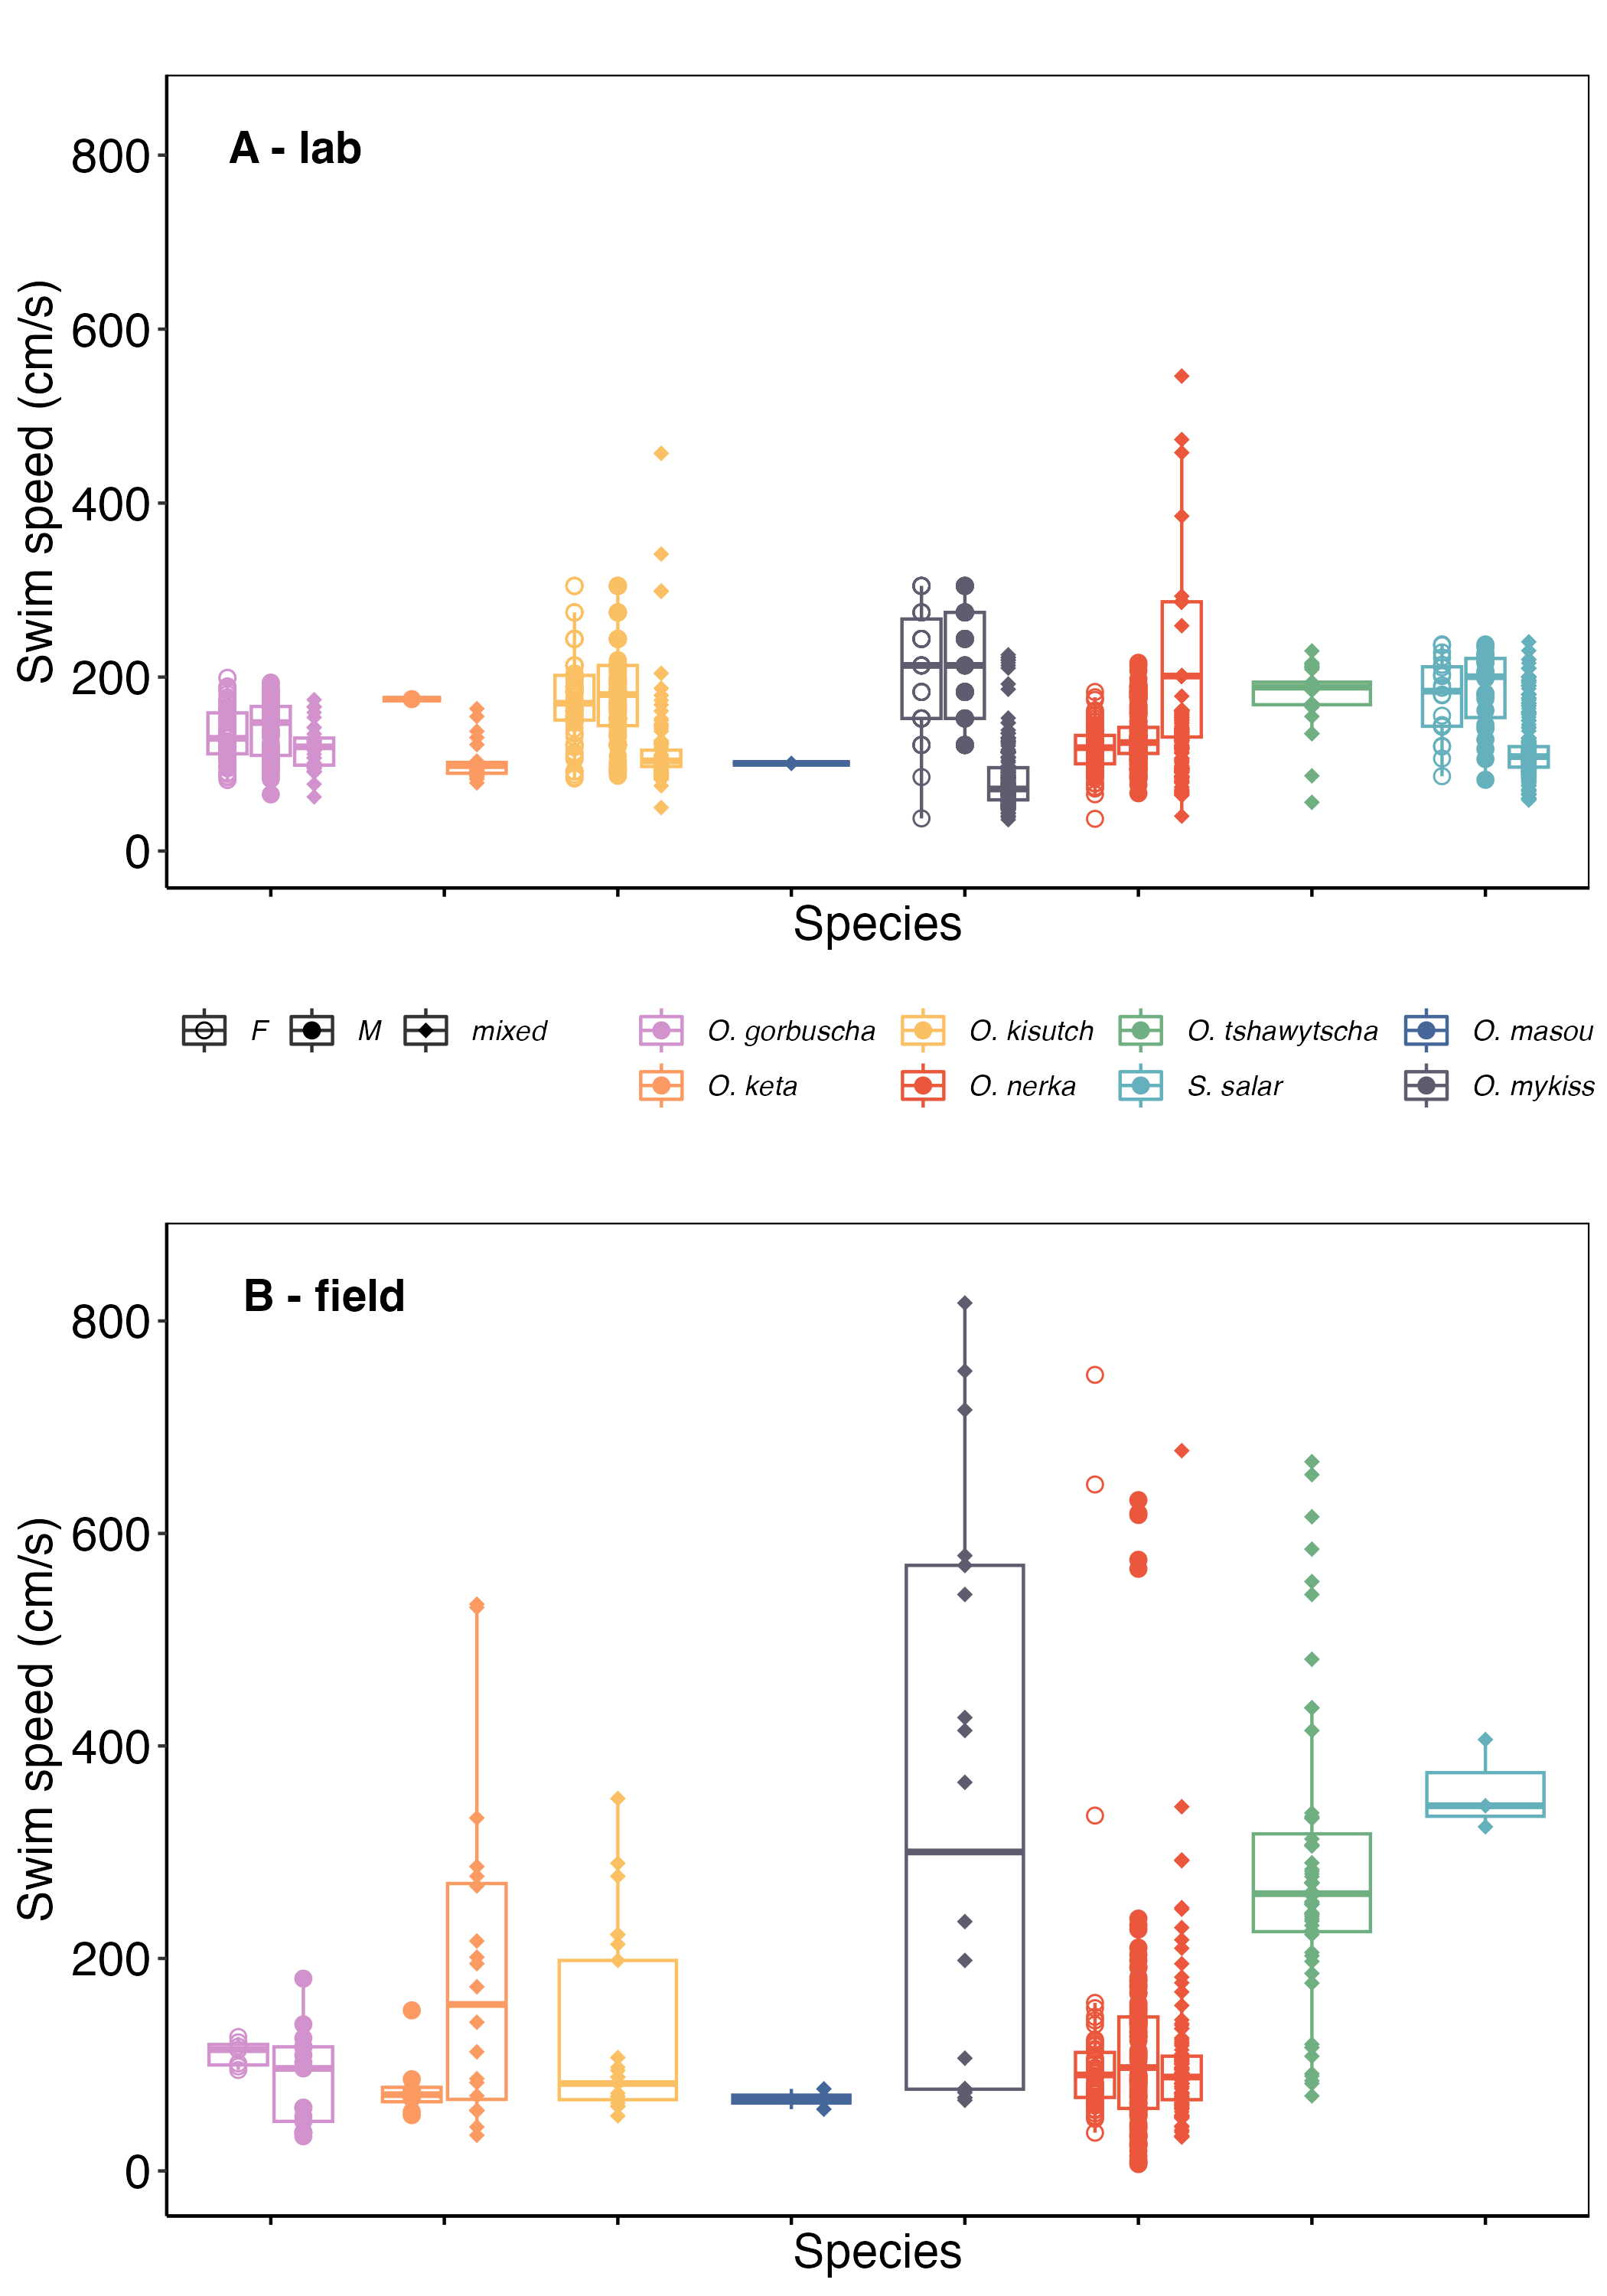 A - lab
800
600
400
200
0
Swim speed (cm/s)
Species
F M mixed O. gorbuscha O. kisutch O. tshawytscha O. masou
O. keta O. nerka S. salar O. mykiss
B - field
800
600
400
200
0
Swim speed (cm/s)
Species